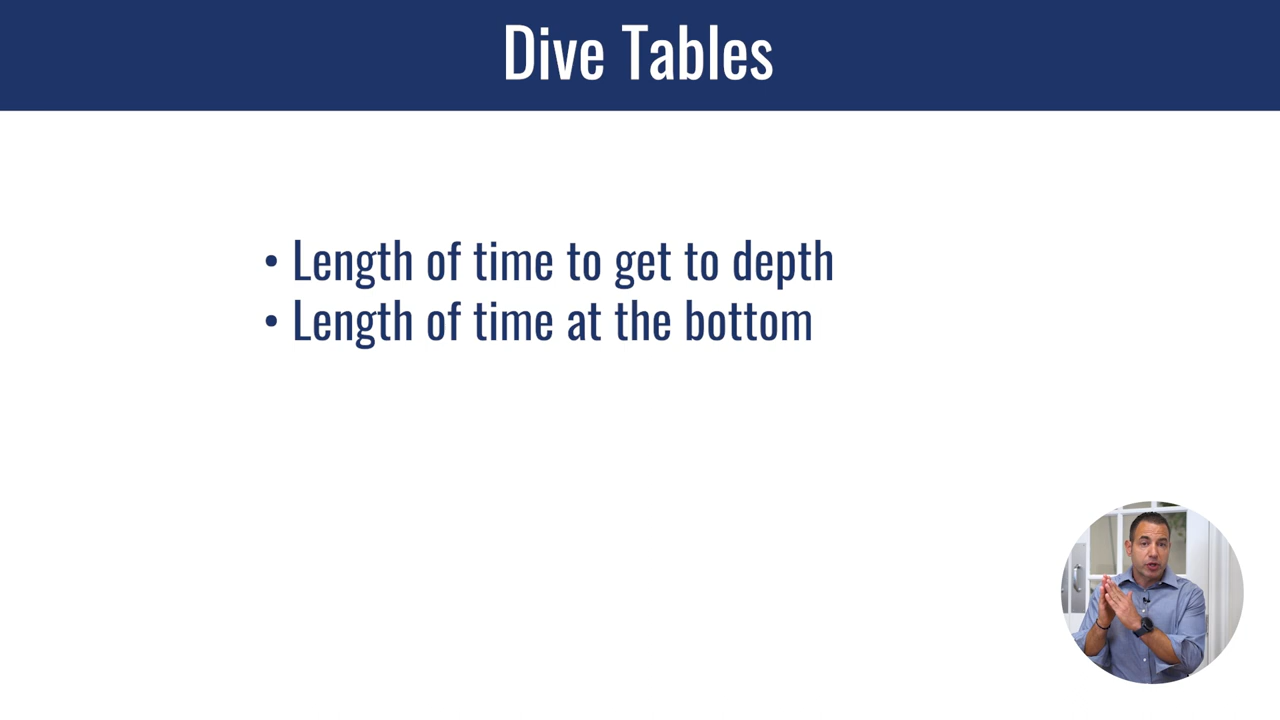 Dive Tables
• Length of time to get to depth
• Length of time at the bottom